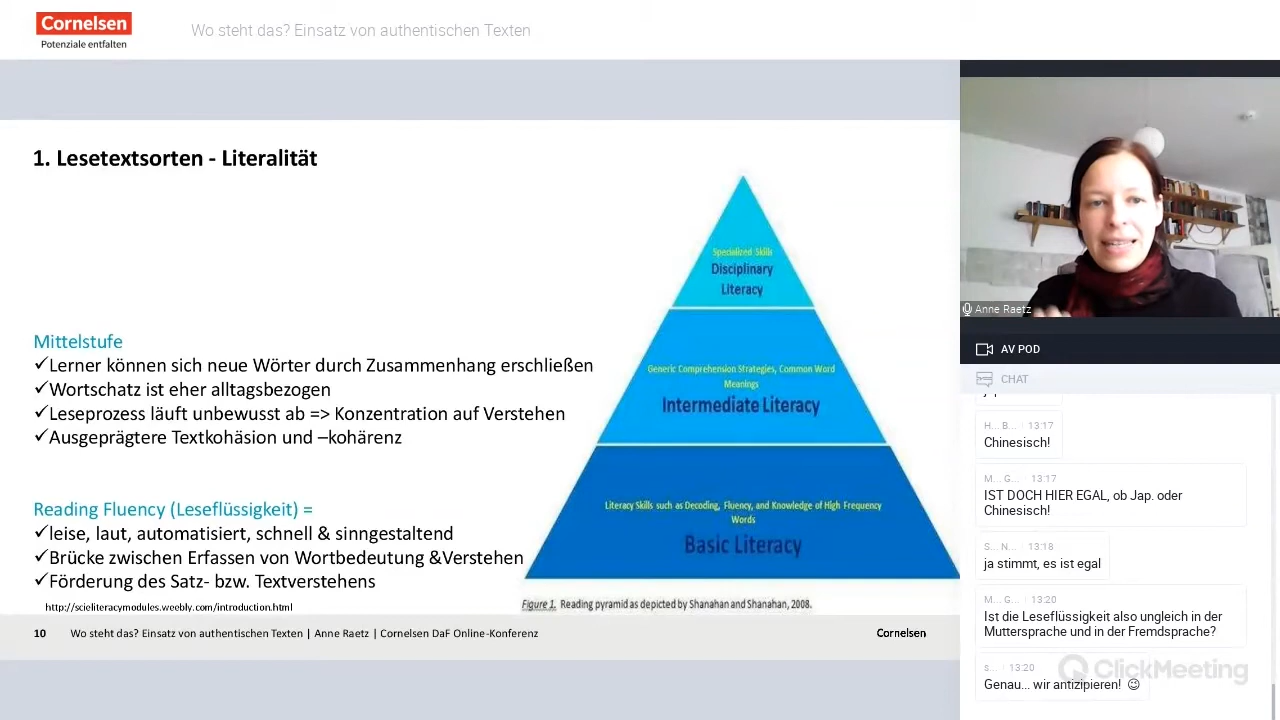 Cornelsen
Potenziale entfalten
Wo steht das? Einsatz von authentischen Texten
1. Lesetextsorten - Literalität
Mittelstufe
✓Lerner können sich neue Wörter durch Zusammenhang erschließen
✓Wortschatz ist eher alltagsbezogen
✓Leseprozess läuft unbewusst ab => Konzentration auf Verstehen
✓Ausgeprägtere Textkohäsion und –kohärenz
Reading Fluency (Leseflüssigkeit) =
✓leise, laut, automatisiert, schnell & sinngestaltend
✓Brücke zwischen Erfassen von Wortbedeutung &Verstehen
✓Förderung des Satz- bzw. Textverstehens
http://scieliteracymodules.weebly.com/introduction.html
Specialized Skills
Disciplinary
Literacy
Generic Comprehension Strategies, Common Word
Meanings
Intermediate Literacy
Literacy Skills such as Decoding, Fluency, and Knowledge of High Frequency
Words
Basic Literacy
Figure 1. Reading pyramid as depicted by Shanahan and Shanahan, 2008.
10 Wo steht das? Einsatz von authentischen Texten | Anne Raetz | Cornelsen DaF Online-Konferenz
Cornelsen
Anne Raetz
AV POD
CHAT
H... B... 13:17
Chinesisch!
M... G... 13:17
IST DOCH HIER EGAL, ob Jap. oder
Chinesisch!
S... N... 13:18
ja stimmt, es ist egal
M... G... 13:20
Ist die Leseflüssigkeit also ungleich in der
Muttersprache und in der Fremdsprache?
s... 13:20
Genau... wir antizipieren! 😉
ClickMeeting